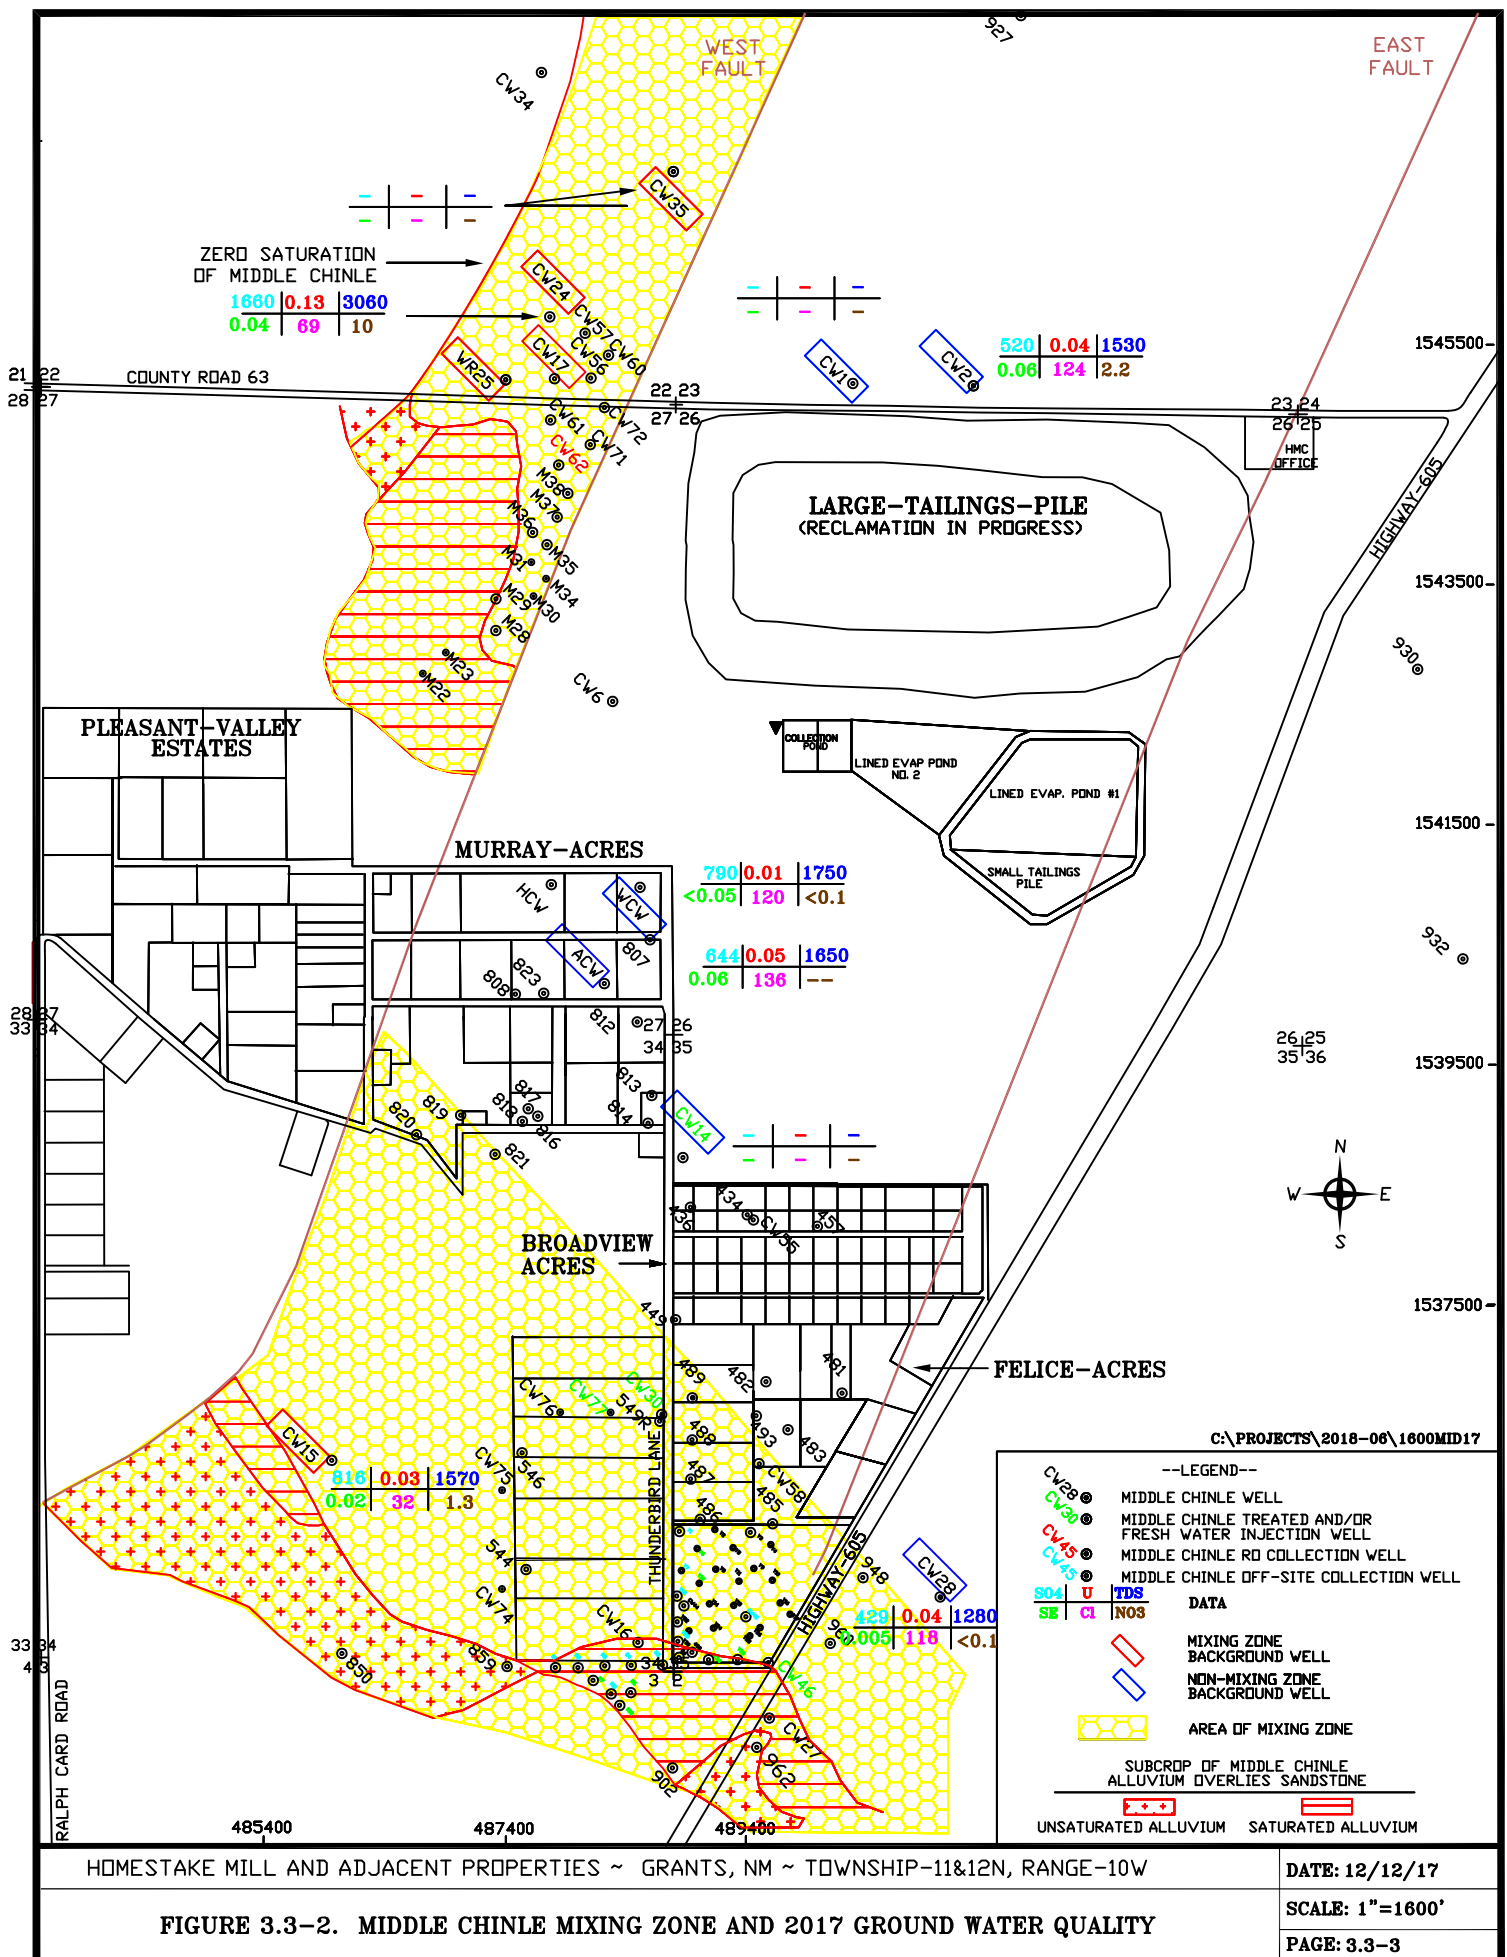 927
WEST
FAULT
EAST
FAULT
CW34
CW35
- - -
- - -
ZERO SATURATION
OF MIDDLE CHINLE
1660 0.13 3060
0.04 69 10
CW24
CW57
CW60
CW56
CW17
WR25
- - -
- - -
CW1
CW2
520 0.04 1530
0.06 124 2.2
1545500
21 22
28 27
COUNTY ROAD 63
22 23
27 26
23 24
26 25
HMC
OFFICE
CW61
CW72
CW71
CW62
M38
M37
M36
M35
M31
M34
M30
M29
M28
M23
M22
LARGE-TAILINGS-PILE
(RECLAMATION IN PROGRESS)
HIGHWAY-605
1543500
930
CW6
PLEASANT-VALLEY
ESTATES
COLLECTION
POND
LINED EVAP POND
NO. 2
LINED EVAP. POND #1
SMALL TAILINGS
PILE
1541500
MURRAY-ACRES
HCW
WCW
790 0.01 1750
<0.05 120 <0.1
ACW
807
644 0.05 1650
0.06 136 --
932
808
823
812
28 27
33 34
27 26
34 35
26 25
35 36
1539500
813
814
817
818
816
819
820
821
CW14
- - -
- - -
N
W E
S
436
434
CW55
457
BROADVIEW
ACRES
1537500
449
FELICE-ACRES
489
482
481
CW76
CW77
CW30
549R
488
493
483
CW15
816 0.03 1570
0.02 32 1.3
CW75
546
487
CW58
486
485
THUNDERBIRD LANE
544
CW74
CW16
HIGHWAY-605
948
CW28
429 0.04 1280
0.005 118 <0.1
960
33 34
4 3
850
859
CW46
CW27
962
902
RALPH CARD ROAD
485400
487400
489400
C:\PROJECTS\2018-06\1600MID17
--LEGEND--
CW28 MIDDLE CHINLE WELL
CW30 MIDDLE CHINLE TREATED AND/OR
FRESH WATER INJECTION WELL
CW45 MIDDLE CHINLE RO COLLECTION WELL
CW45 MIDDLE CHINLE OFF-SITE COLLECTION WELL
SO4 U TDS
SE Cl NO3
DATA
MIXING ZONE
BACKGROUND WELL
NON-MIXING ZONE
BACKGROUND WELL
AREA OF MIXING ZONE
SUBCROP OF MIDDLE CHINLE
ALLUVIUM OVERLIES SANDSTONE
UNSATURATED ALLUVIUM SATURATED ALLUVIUM
HOMESTAKE MILL AND ADJACENT PROPERTIES ~ GRANTS, NM ~ TOWNSHIP-11&12N, RANGE-10W
DATE: 12/12/17
SCALE: 1"=1600'
FIGURE 3.3-2. MIDDLE CHINLE MIXING ZONE AND 2017 GROUND WATER QUALITY
PAGE: 3.3-3